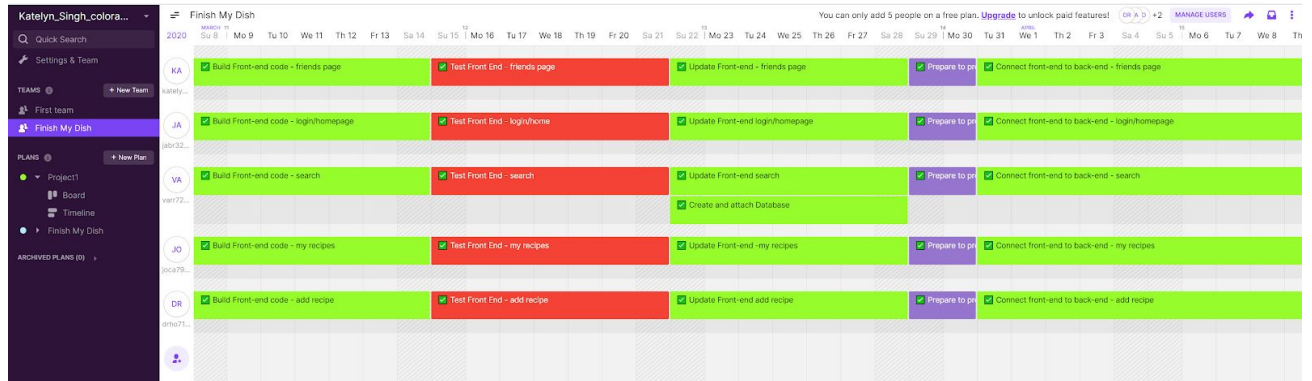 Katelyn_Singh_colora...
Quick Search
Settings & Team
TEAMS
+ New Team
First team
Finish My Dish
PLANS
+ New Plan
Project1
Board
Timeline
Finish My Dish
ARCHIVED PLANS (0)
Finish My Dish
You can only add 5 people on a free plan. Upgrade to unlock paid features!
DR A D +2 MANAGE USERS
MARCH 11 12 13 APRIL 15
2020 Su 8 Mo 9 Tu 10 We 11 Th 12 Fr 13 Sa 14 Su 15 Mo 16 Tu 17 We 18 Th 19 Fr 20 Sa 21 Su 22 Mo 23 Tu 24 We 25 Th 26 Fr 27 Sa 28 Su 29 Mo 30 Tu 31 We 1 Th 2 Fr 3 Sa 4 Su 5 Mo 6 Tu 7 We 8 Th
KA Build Front-end code - friends page Test Front End - friends page Update Front-end - friends page Prepare to pr Connect front-end to back-end - friends page
kately...
JA Build Front-end code - login/homepage Test Front End - login/home Update Front-end login/homepage Prepare to pr Connect front-end to back-end - login/homepage
jabr32...
VA Build Front-end code - search Test Front End - search Update Front-end search Prepare to pr Connect front-end to back-end - search
varr72...
Create and attach Database
JO Build Front-end code - my recipes Test Front End - my recipes Update Front-end -my recipes Prepare to pr Connect front-end to back-end - my recipes
joca79...
DR Build Front-end code - add recipe Test Front End - add recipe Update Front-end add recipe Prepare to pr Connect front-end to back-end - add recipe
drho71...